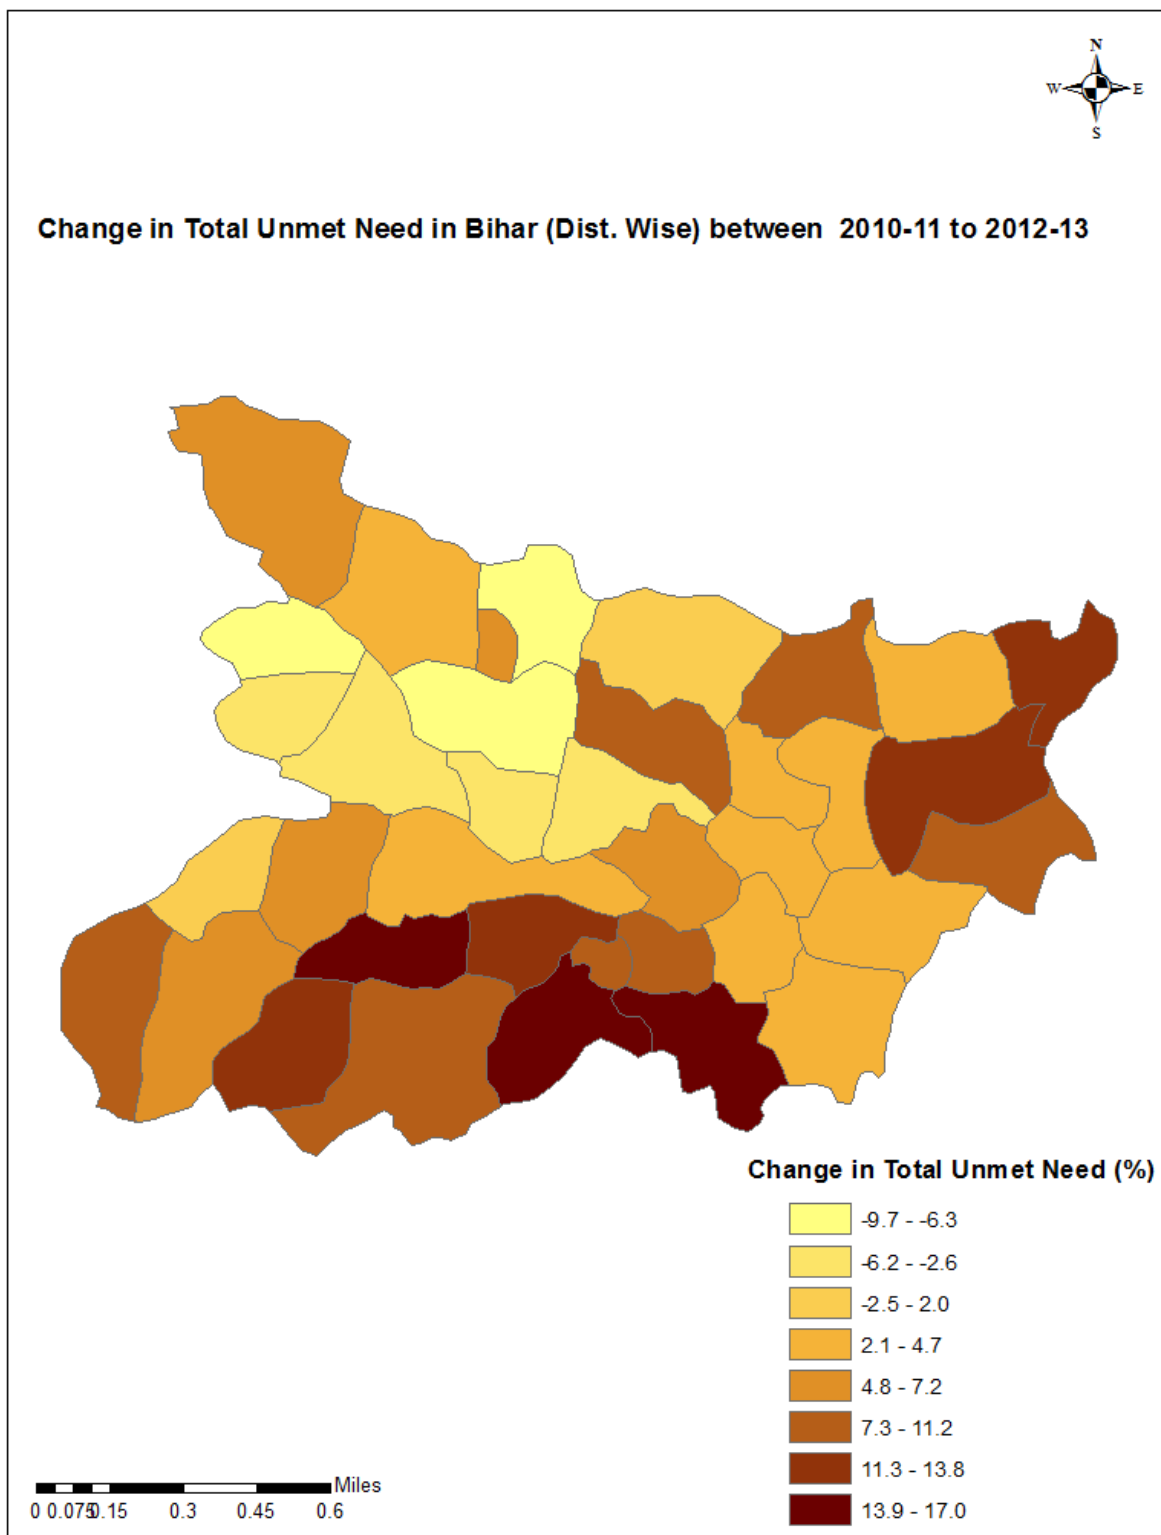 N
W E
S
Change in Total Unmet Need in Bihar (Dist. Wise) between 2010-11 to 2012-13
Change in Total Unmet Need (%)
-9.7 - -6.3
-6.2 - -2.6
-2.5 - 2.0
2.1 - 4.7
4.8 - 7.2
7.3 - 11.2
11.3 - 13.8
13.9 - 17.0
Miles
0 0.075 0.15 0.3 0.45 0.6